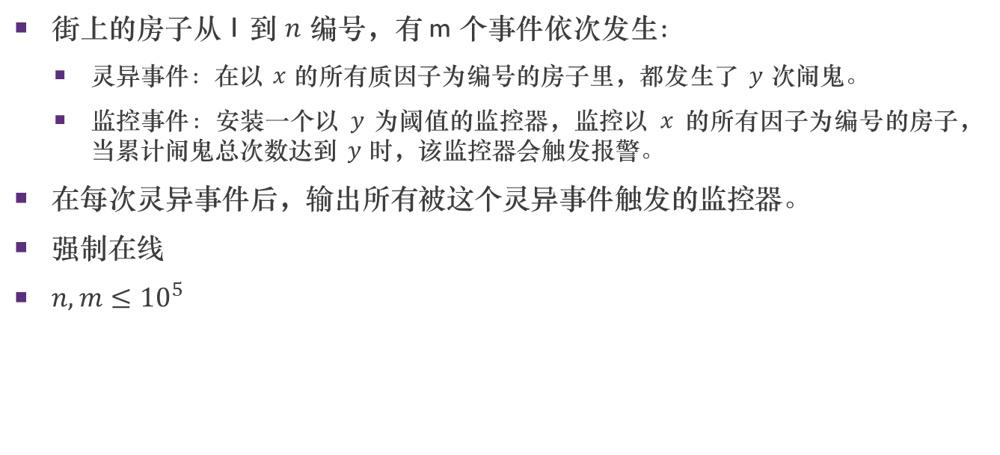 街上的房子从 1 到 n 编号，有 m 个事件依次发生：
灵异事件：在以 x 的所有质因子为编号的房子里，都发生了 y 次闹鬼。
监控事件：安装一个以 y 为阈值的监控器，监控以 x 的所有因子为编号的房子，
当累计闹鬼总次数达到 y 时，该监控器会触发报警。
在每次灵异事件后，输出所有被这个灵异事件触发的监控器。
强制在线
n, m ≤ 10⁵